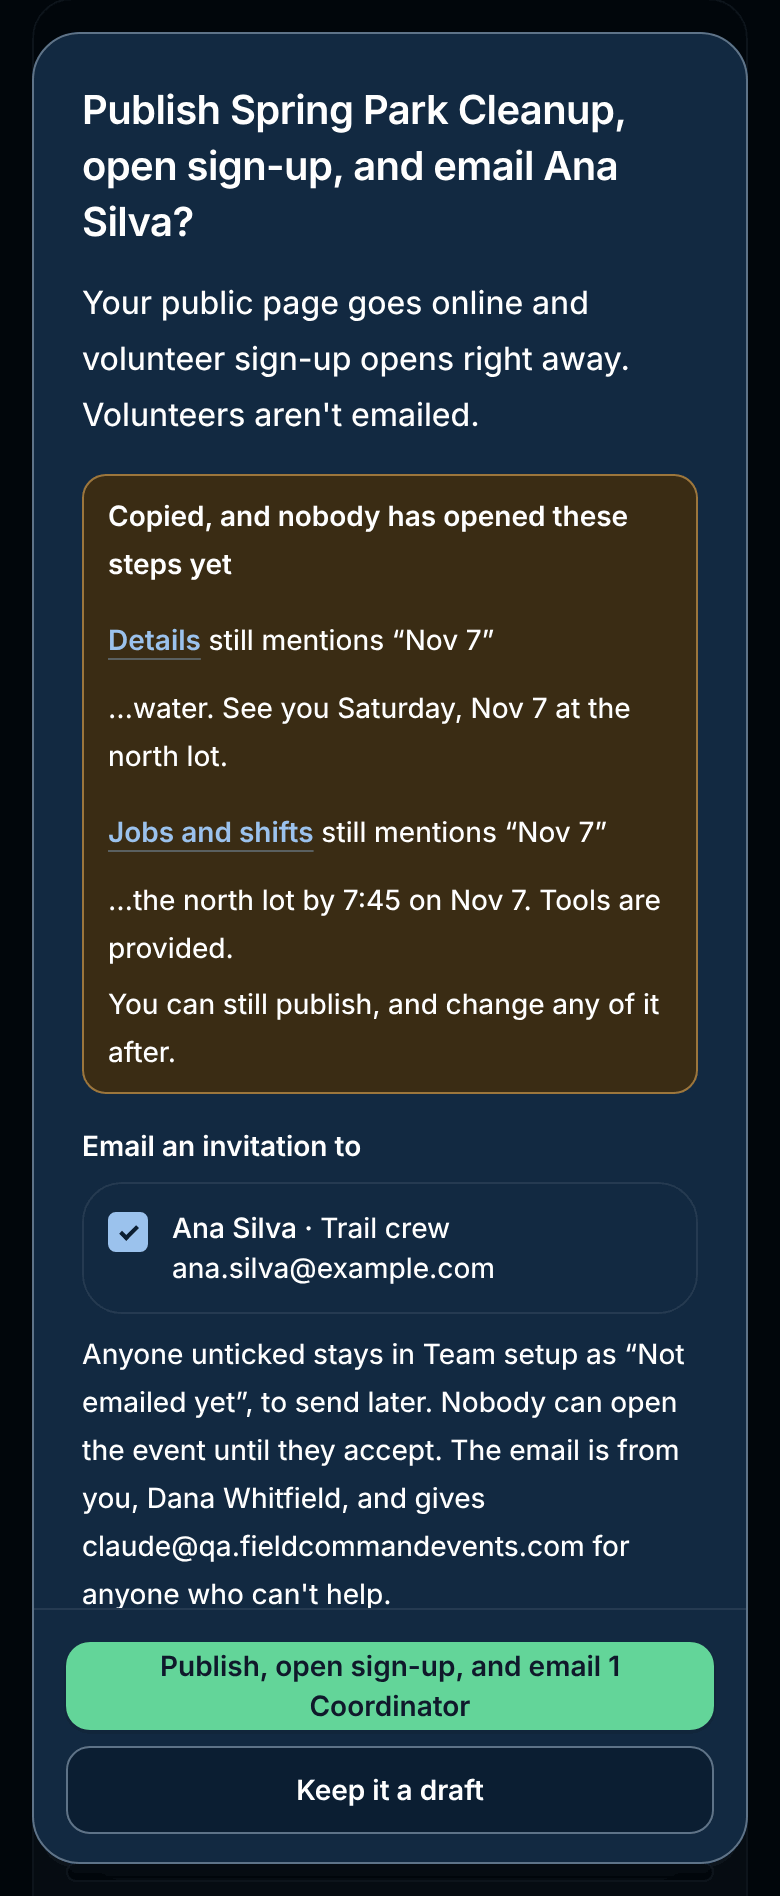 Publish Spring Park Cleanup,
open sign-up, and email Ana
Silva?
Your public page goes online and
volunteer sign-up opens right away.
Volunteers aren't emailed.
Copied, and nobody has opened these
steps yet
Details still mentions “Nov 7”
…water. See you Saturday, Nov 7 at the
north lot.
Jobs and shifts still mentions “Nov 7”
…the north lot by 7:45 on Nov 7. Tools are
provided.
You can still publish, and change any of it
after.
Email an invitation to
Ana Silva · Trail crew
ana.silva@example.com
Anyone unticked stays in Team setup as “Not
emailed yet”, to send later. Nobody can open
the event until they accept. The email is from
you, Dana Whitfield, and gives
claude@qa.fieldcommandevents.com for
anyone who can't help.
Publish, open sign-up, and email 1
Coordinator
Keep it a draft